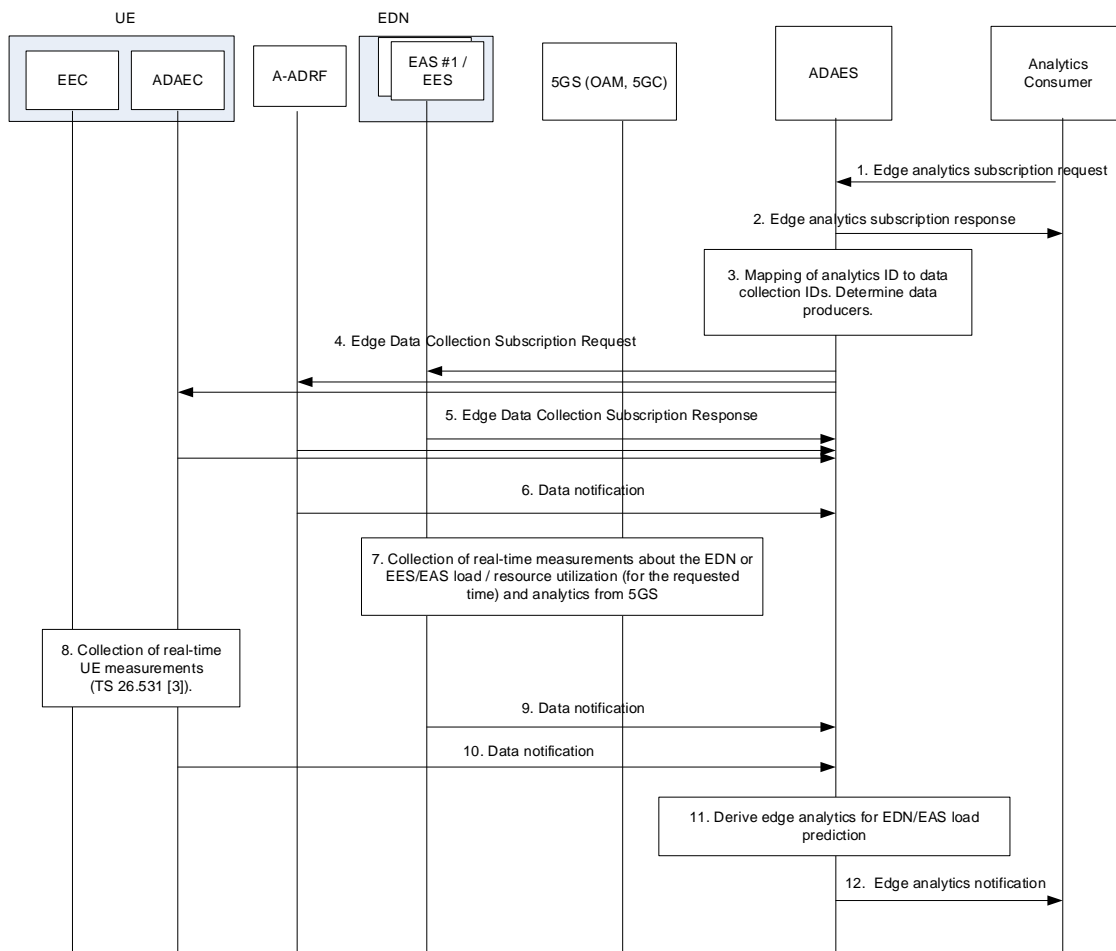 UE
EDN
EEC
ADAEC
A-ADRF
EAS #1 /
EES
5GS (OAM, 5GC)
ADAES
Analytics
Consumer
1. Edge analytics subscription request
2. Edge analytics subscription response
3. Mapping of analytics ID to data
collection IDs. Determine data
producers.
4. Edge Data Collection Subscription Request
5. Edge Data Collection Subscription Response
6. Data notification
7. Collection of real-time measurements about the EDN or
EES/EAS load / resource utilization (for the requested
time) and analytics from 5GS
8. Collection of real-time
UE measurements
(TS 26.531 [3]).
9. Data notification
10. Data notification
11. Derive edge analytics for EDN/EAS load
prediction
12. Edge analytics notification